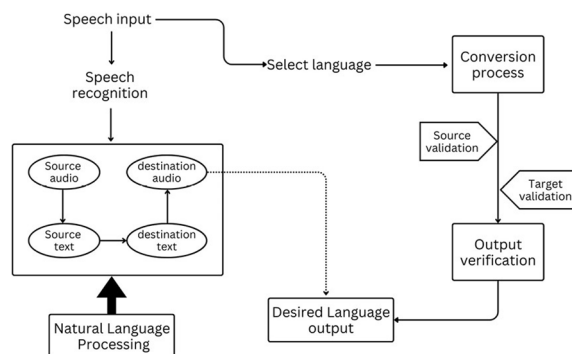 Speech input
Select language
Conversion
process
Speech
recognition
Source
validation
Target
validation
Source
audio
destination
audio
Source
text
destination
text
Output
verification
Natural Language
Processing
Desired Language
output